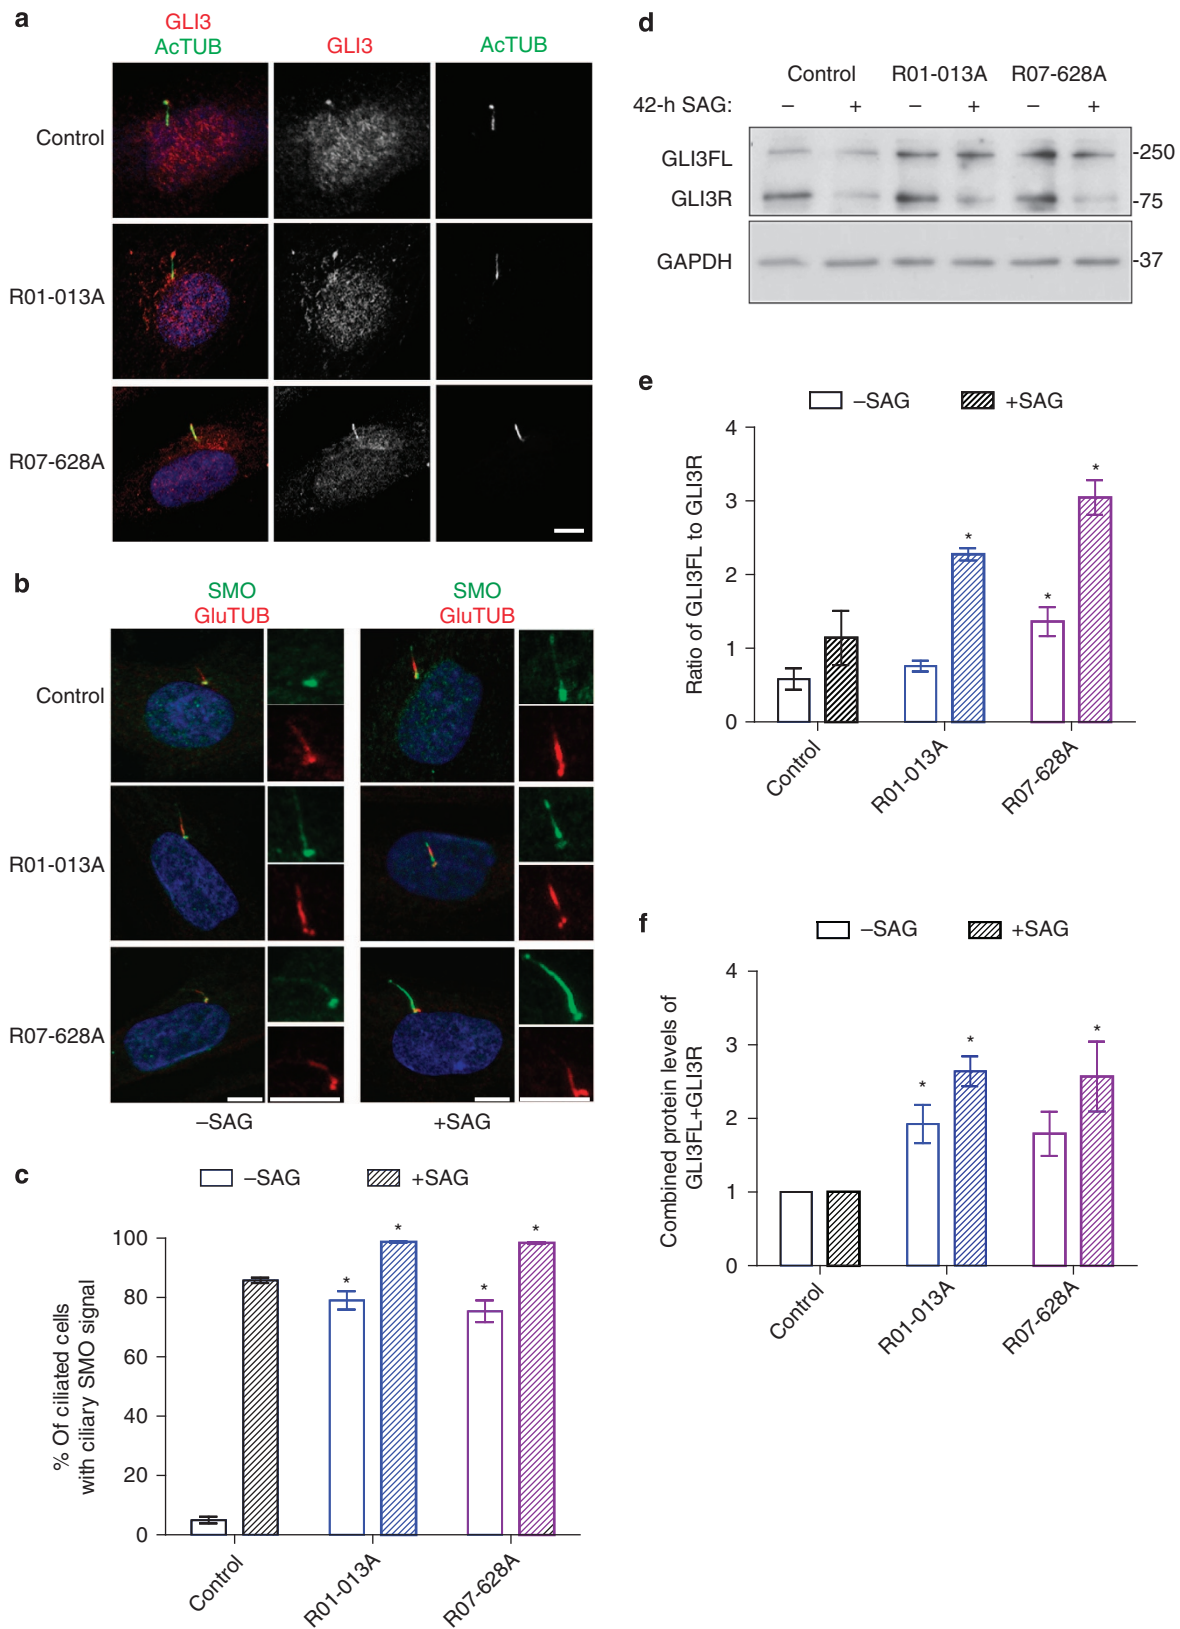 a
GLI3
AcTUB
GLI3
AcTUB
Control
R01-013A
R07-628A
b
SMO
GluTUB
SMO
GluTUB
Control
R01-013A
R07-628A
–SAG
+SAG
c
–SAG
+SAG
% Of ciliated cells
with ciliary SMO signal
100
80
60
40
20
0
*
*
*
*
Control
R01-013A
R07-628A
d
Control
R01-013A
R07-628A
42-h SAG:
– + – + – +
GLI3FL
-250
GLI3R
-75
GAPDH
-37
e
–SAG
+SAG
Ratio of GLI3FL to GLI3R
4
3
2
1
0
*
*
*
Control
R01-013A
R07-628A
f
–SAG
+SAG
Combined protein levels of
GLI3FL+GLI3R
4
3
2
1
0
*
*
*
Control
R01-013A
R07-628A